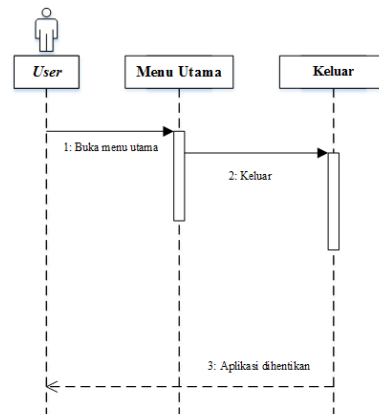 User
Menu Utama
Keluar
1: Buka menu utama
2: Keluar
3: Aplikasi dihentikan